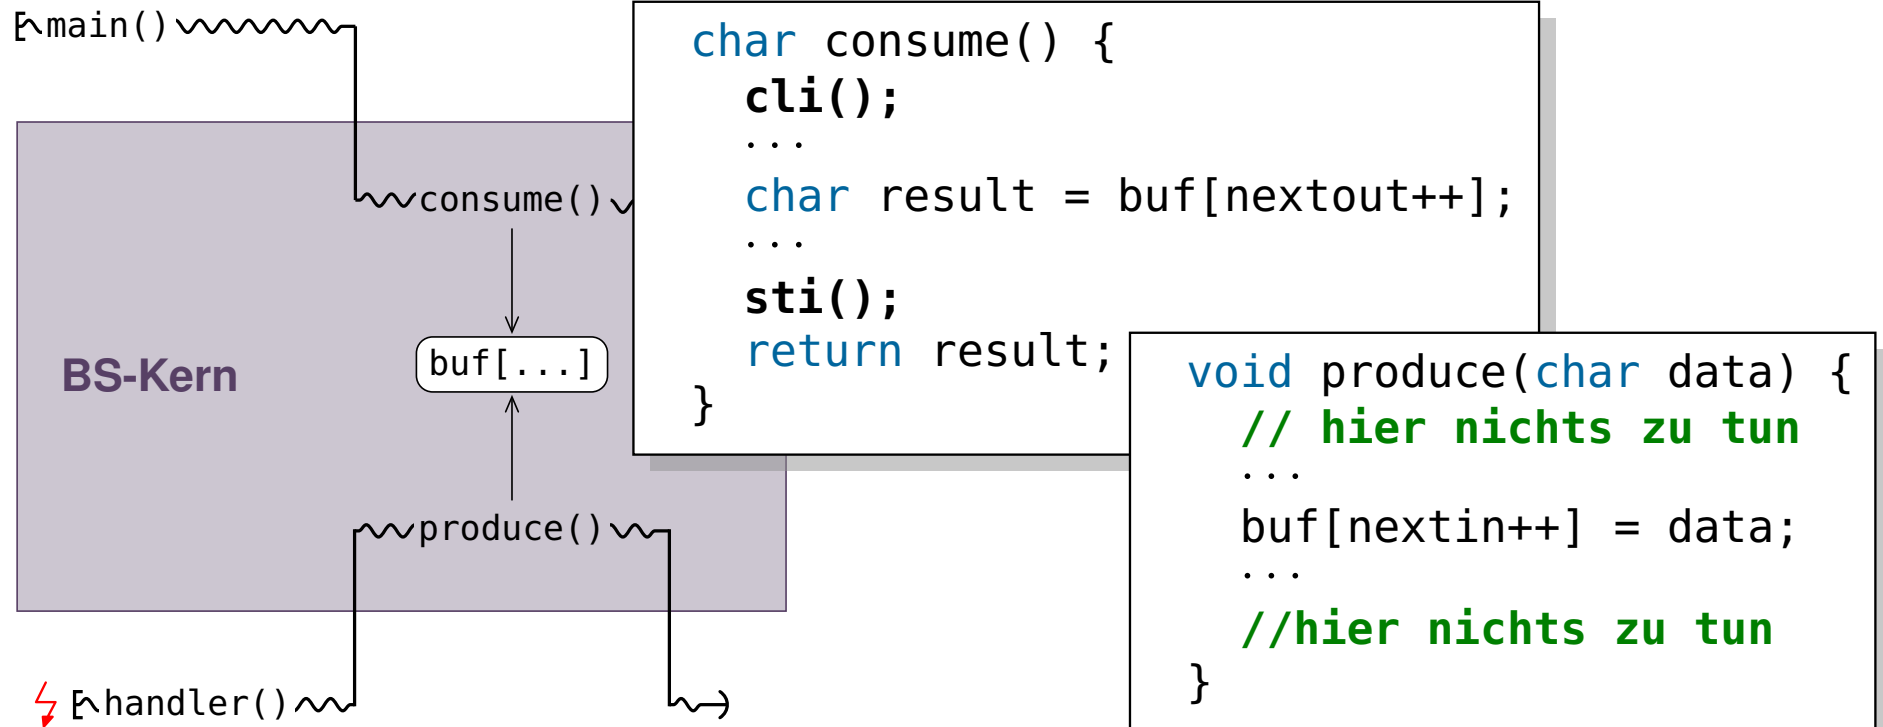 main()
consume()
BS-Kern
buf[...]
produce()
handler()
char consume() {
cli();
...
char result = buf[nextout++];
...
sti();
return result;
}
void produce(char data) {
// hier nichts zu tun
...
buf[nextin++] = data;
...
//hier nichts zu tun
}